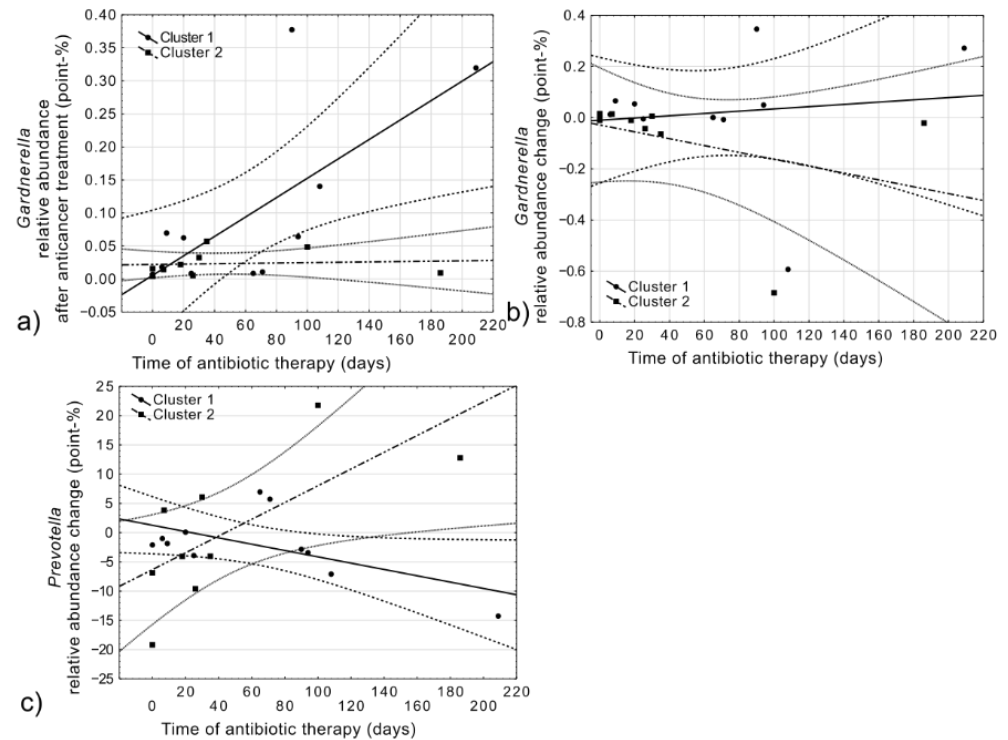 0.40
0.35
0.30
0.25
0.20
0.15
0.10
0.05
0.00
−0.05
Gardnerella
relative abundance
after anticancer treatment (point-%)
Cluster 1
Cluster 2
20 60 100 140 180 220
0 40 80 120 160 200
Time of antibiotic therapy (days)
a)
0.4
0.2
0.0
−0.2
−0.4
−0.6
−0.8
Gardnerella
relative abundance change (point-%)
Cluster 1
Cluster 2
0 20 40 60 80 100 120 140 160 180 200 220
Time of antibiotic therapy (days)
b)
25
20
15
10
5
0
−5
−10
−15
−20
−25
Prevotella
relative abundance change (point-%)
Cluster 1
Cluster 2
20 60 100 140 180 220
0 40 80 120 160 200
Time of antibiotic therapy (days)
c)